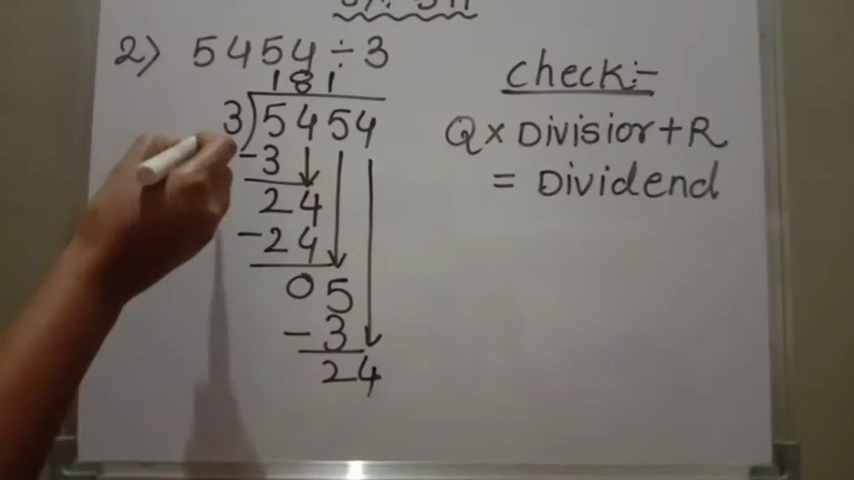 2) 5454 ÷ 3
181
3)5454
-3
24
-24
05
-3
24
Check:-
Q × Divisior + R
= Dividend